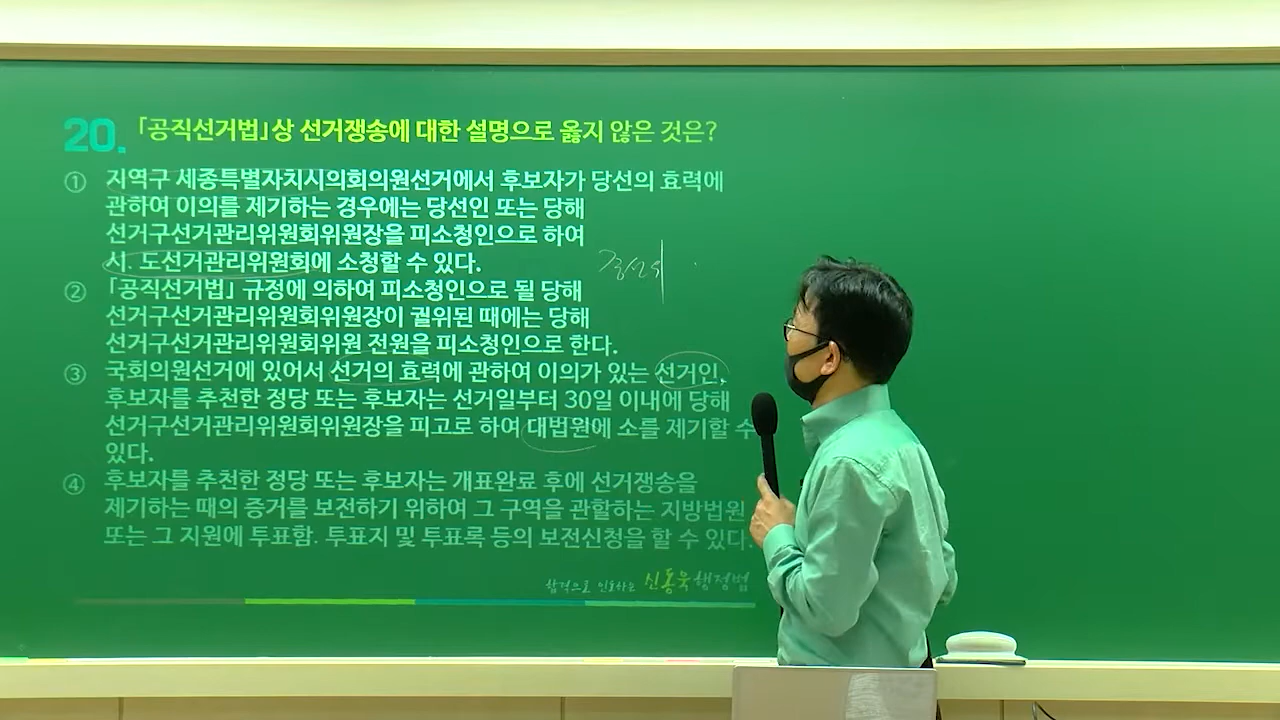 20. 「공직선거법」상 선거쟁송에 대한 설명으로 옳지 않은 것은?
① 지역구 세종특별자치시의회의원선거에서 후보자가 당선의 효력에
관하여 이의를 제기하는 경우에는 당선인 또는 당해
선거구선거관리위원회위원장을 피소청인으로 하여
시·도선거관리위원회에 소청할 수 있다.
중선위
② 「공직선거법」 규정에 의하여 피소청인으로 될 당해
선거구선거관리위원회위원장이 궐위된 때에는 당해
선거구선거관리위원회위원 전원을 피소청인으로 한다.
③ 국회의원선거에 있어서 선거의 효력에 관하여 이의가 있는 선거인,
후보자를 추천한 정당 또는 후보자는 선거일부터 30일 이내에 당해
선거구선거관리위원회위원장을 피고로 하여 대법원에 소를 제기할 수
있다.
④ 후보자를 추천한 정당 또는 후보자는 개표완료 후에 선거쟁송을
제기하는 때의 증거를 보전하기 위하여 그 구역을 관할하는 지방법원
또는 그 지원에 투표함·투표지 및 투표록 등의 보전신청을 할 수 있다.
합격으로 인도하는 신동욱행정법